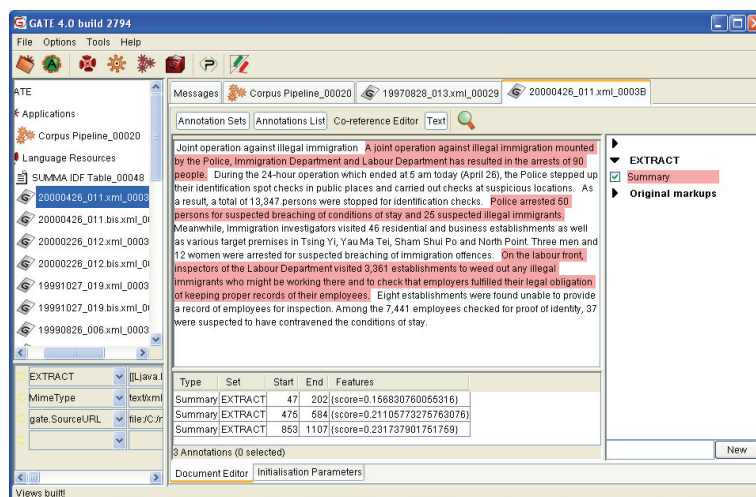 GATE 4.0 build 2794
File Options Tools Help
ATE
Applications
Corpus Pipeline_00020
Language Resources
SUMMA IDF Table_00048
20000426_011.xml_0003
20000426_011.bis.xml_0(
20000226_012.xml_0003
20000226_012.bis.xml_0(
19991027_019.xml_0003
19991027_019.bis.xml_0(
19990826_006.xml_0003
EXTRACT [[Ljava.l
MimeType text/xml
gate.SourceURL file:/C:/r
Views built!
Messages Corpus Pipeline_00020 19970828_013.xml_00029 20000426_011.xml_0003B
Annotation Sets Annotations List Co-reference Editor Text
Joint operation against illegal immigration A joint operation against illegal immigration mounted
by the Police, Immigration Department and Labour Department has resulted in the arrests of 90
people. During the 24-hour operation which ended at 5 am today (April 26), the Police stepped up
their identification spot checks in public places and carried out checks at suspicious locations. As
a result, a total of 13,347 persons were stopped for identification checks. Police arrested 50
persons for suspected breaching of conditions of stay and 25 suspected illegal immigrants.
Meanwhile, Immigration investigators visited 46 residential and business establishments as well
as various target premises in Tsing Yi, Yau Ma Tei, Sham Shui Po and North Point. Three men and
12 women were arrested for suspected breaching of immigration offences. On the labour front,
inspectors of the Labour Department visited 3,361 establishments to weed out any illegal
immigrants who might be working there and to check that employers fulfilled their legal obligation
of keeping proper records of their employees. Eight establishments were found unable to provide
a record of employees for inspection. Among the 7,441 employees checked for proof of identity, 37
were suspected to have contravened the conditions of stay.
EXTRACT
Summary
Original markups
Type Set Start End Features
Summary EXTRACT 47 202 {score=0.156830760055316}
Summary EXTRACT 475 584 {score=0.21105773275763076}
Summary EXTRACT 853 1107 {score=0.231737901751759}
3 Annotations (0 selected)
New
Document Editor Initialisation Parameters